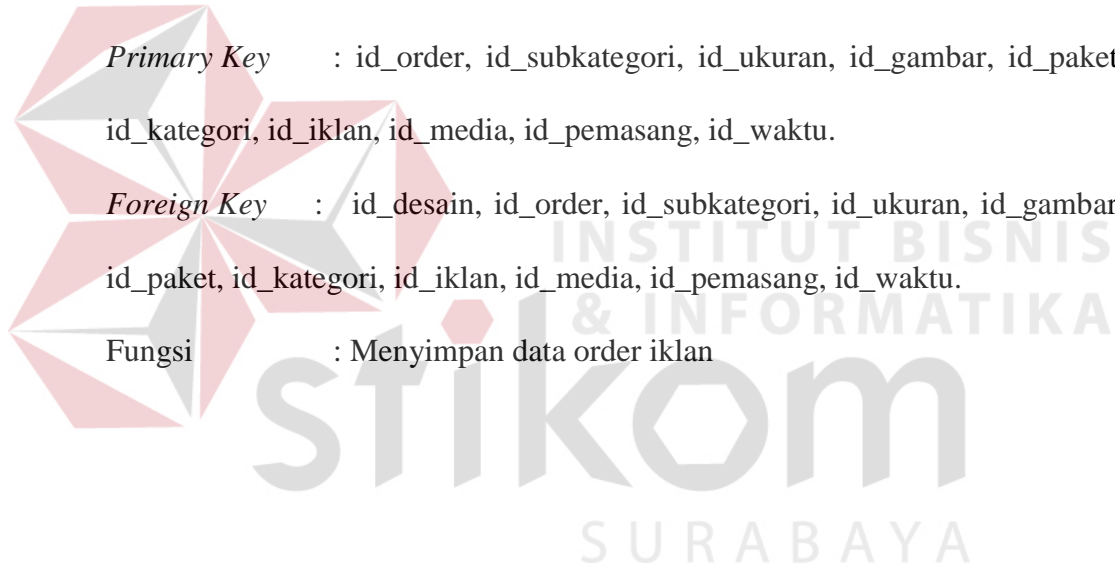 Primary Key : id_order, id_subkategori, id_ukuran, id_gambar, id_paket
id_kategori, id_iklan, id_media, id_pemasang, id_waktu.
Foreign Key : id_desain, id_order, id_subkategori, id_ukuran, id_gambar
id_paket, id_kategori, id_iklan, id_media, id_pemasang, id_waktu.
Fungsi : Menyimpan data order iklan
INSTITUT BISNIS
& INFORMATIKA
stikom
SURABAYA